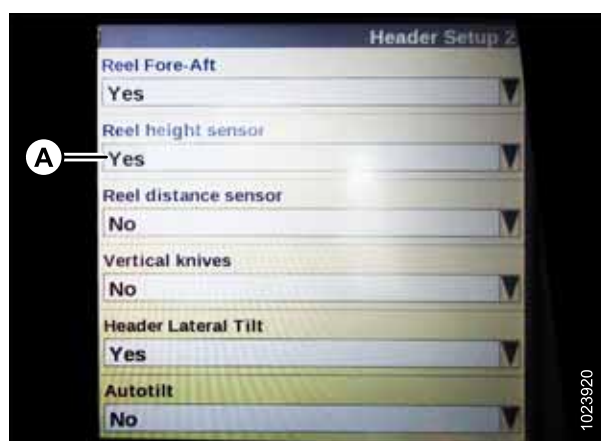 Header Setup 2
Reel Fore-Aft
Yes
Reel height sensor
A
Yes
Reel distance sensor
No
Vertical knives
No
Header Lateral Tilt
Yes
Autotilt
No
1023920